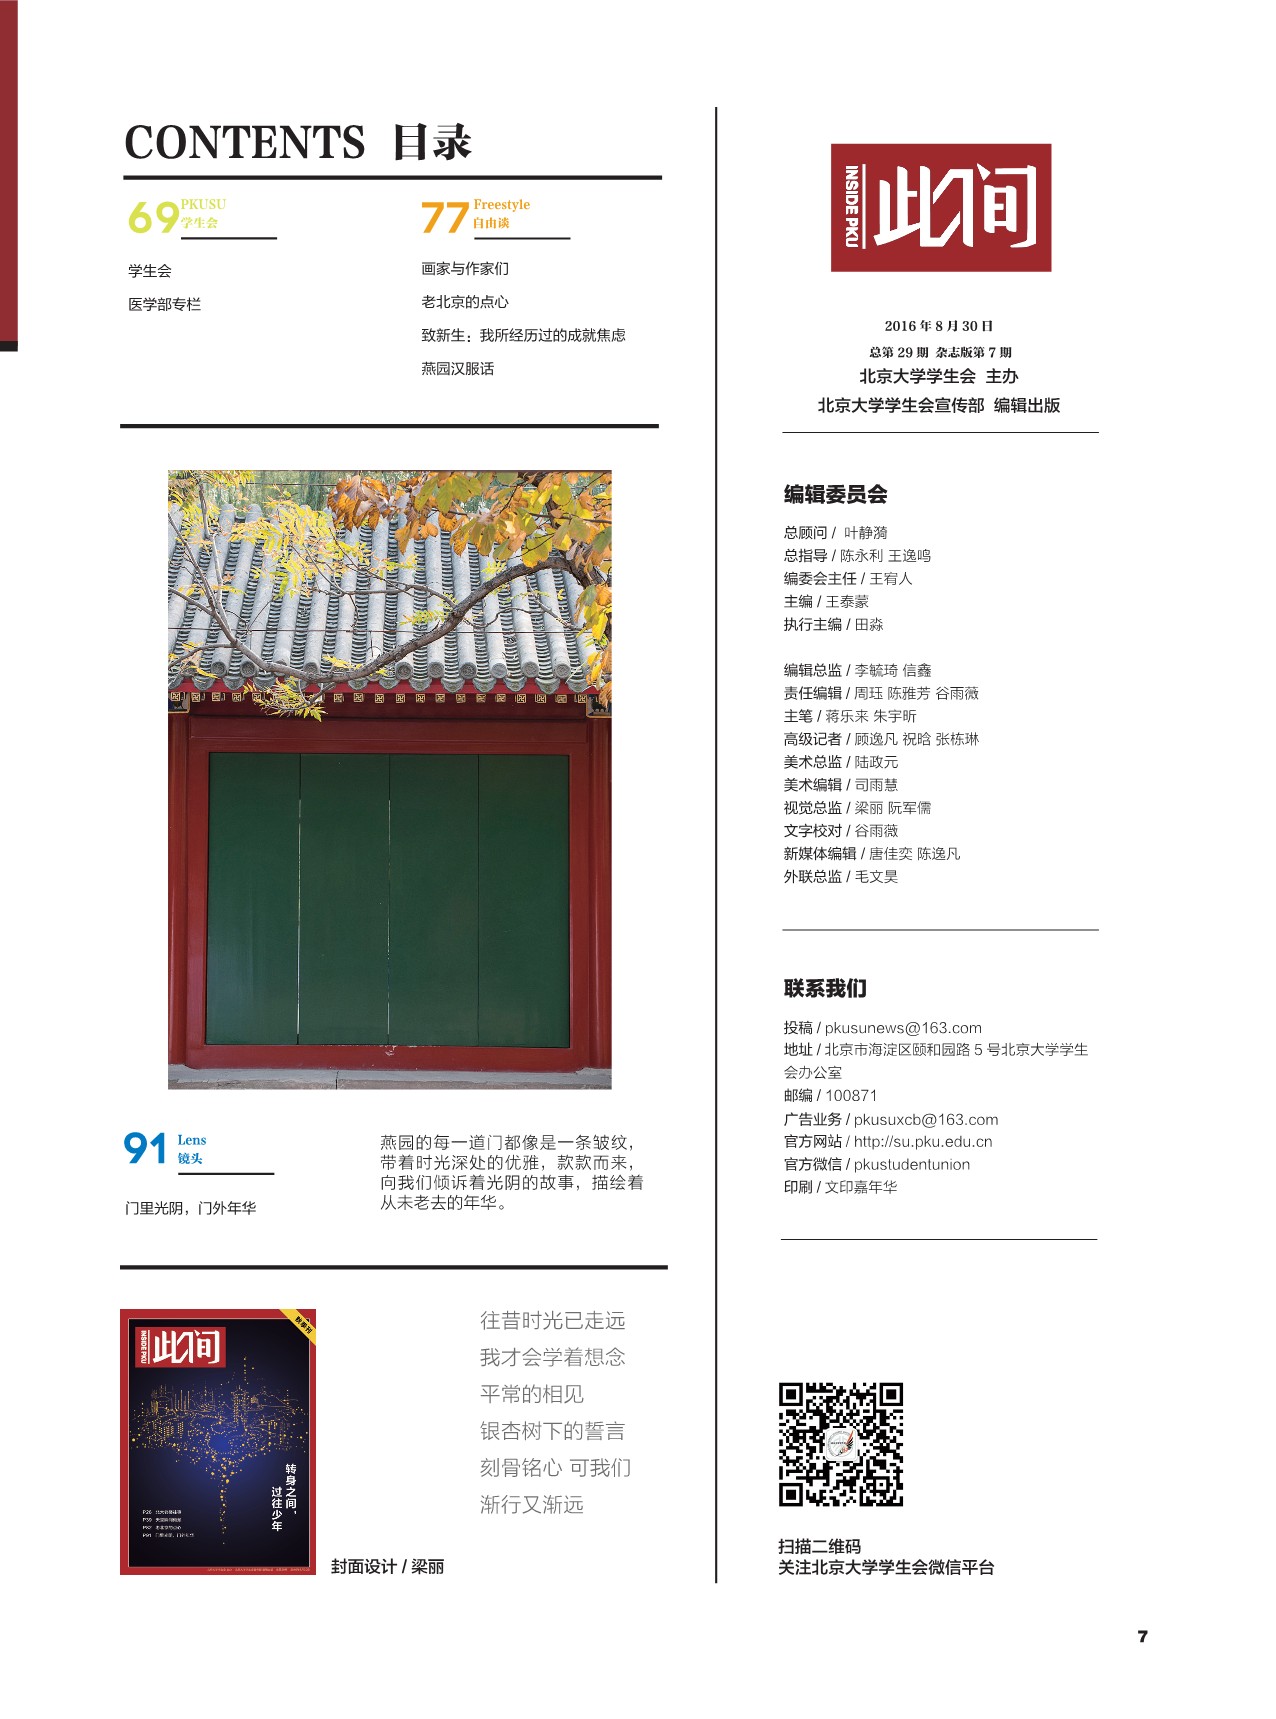 CONTENTS 目录
69 PKUSU
学生会
学生会
医学部专栏
77 Freestyle
自由谈
画家与作家们
老北京的点心
致新生：我所经历过的成就焦虑
燕园汉服话
91 Lens
镜头
门里光阴，门外年华
燕园的每一道门都像是一条皱纹，
带着时光深处的优雅，款款而来，
向我们倾诉着光阴的故事，描绘着
从未老去的年华。
秋季刊
INSIDE PKU
此间
转身之间，
过往少年
封面设计 / 梁丽
往昔时光已走远
我才会学着想念
平常的相见
银杏树下的誓言
刻骨铭心 可我们
渐行又渐远
INSIDE PKU
此间
2016 年 8 月 30 日
总第 29 期 杂志版第 7 期
北京大学学生会 主办
北京大学学生会宣传部 编辑出版
编辑委员会
总顾问 / 叶静漪
总指导 / 陈永利 王逸鸣
编委会主任 / 王宥人
主编 / 王泰蒙
执行主编 / 田淼
编辑总监 / 李毓琦 信鑫
责任编辑 / 周珏 陈雅芳 谷雨薇
主笔 / 蒋乐来 朱宇昕
高级记者 / 顾逸凡 祝晗 张栋琳
美术总监 / 陆政元
美术编辑 / 司雨慧
视觉总监 / 梁丽 阮军儒
文字校对 / 谷雨薇
新媒体编辑 / 唐佳奕 陈逸凡
外联总监 / 毛文昊
联系我们
投稿 / pkusunews@163.com
地址 / 北京市海淀区颐和园路 5 号北京大学学生
会办公室
邮编 / 100871
广告业务 / pkusuxcb@163.com
官方网站 / http://su.pku.edu.cn
官方微信 / pkustudentunion
印刷 / 文印嘉年华
扫描二维码
关注北京大学学生会微信平台
7